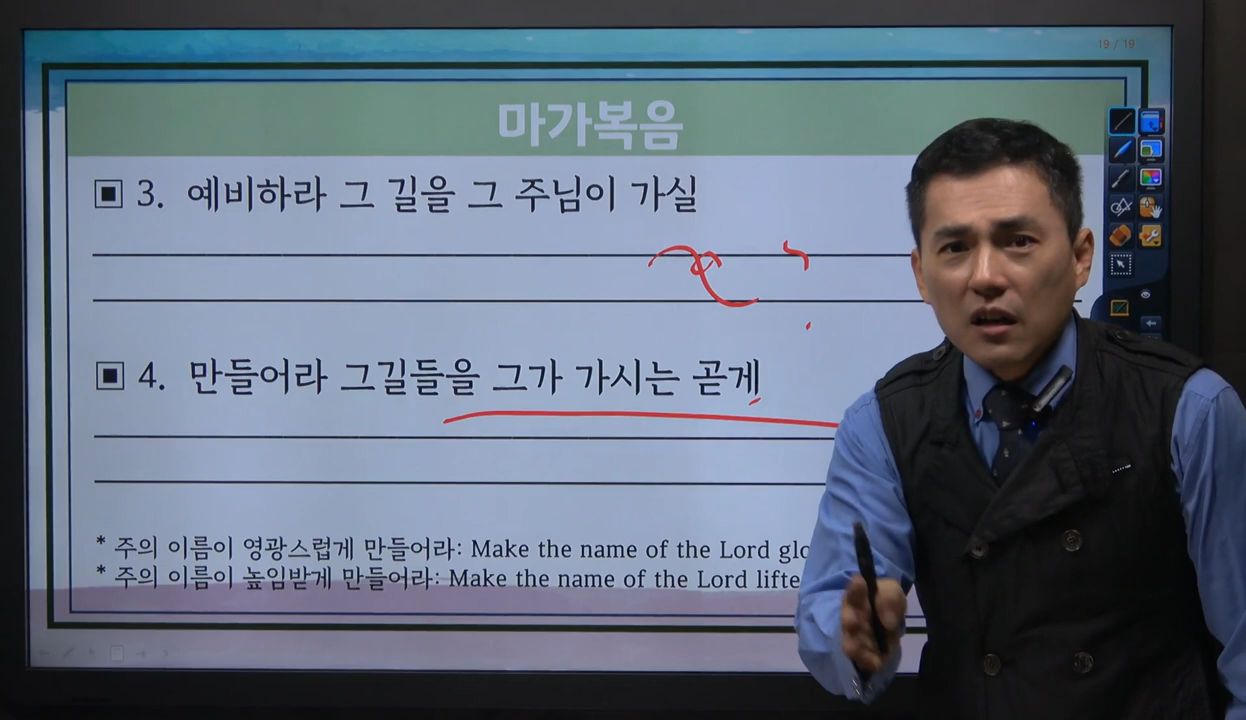 19 / 19
마가복음
▣ 3. 예비하라 그 길을 그 주님이 가실
▣ 4. 만들어라 그길들을 그가 가시는 곧게
* 주의 이름이 영광스럽게 만들어라: Make the name of the Lord glo
* 주의 이름이 높임받게 만들어라: Make the name of the Lord lifte